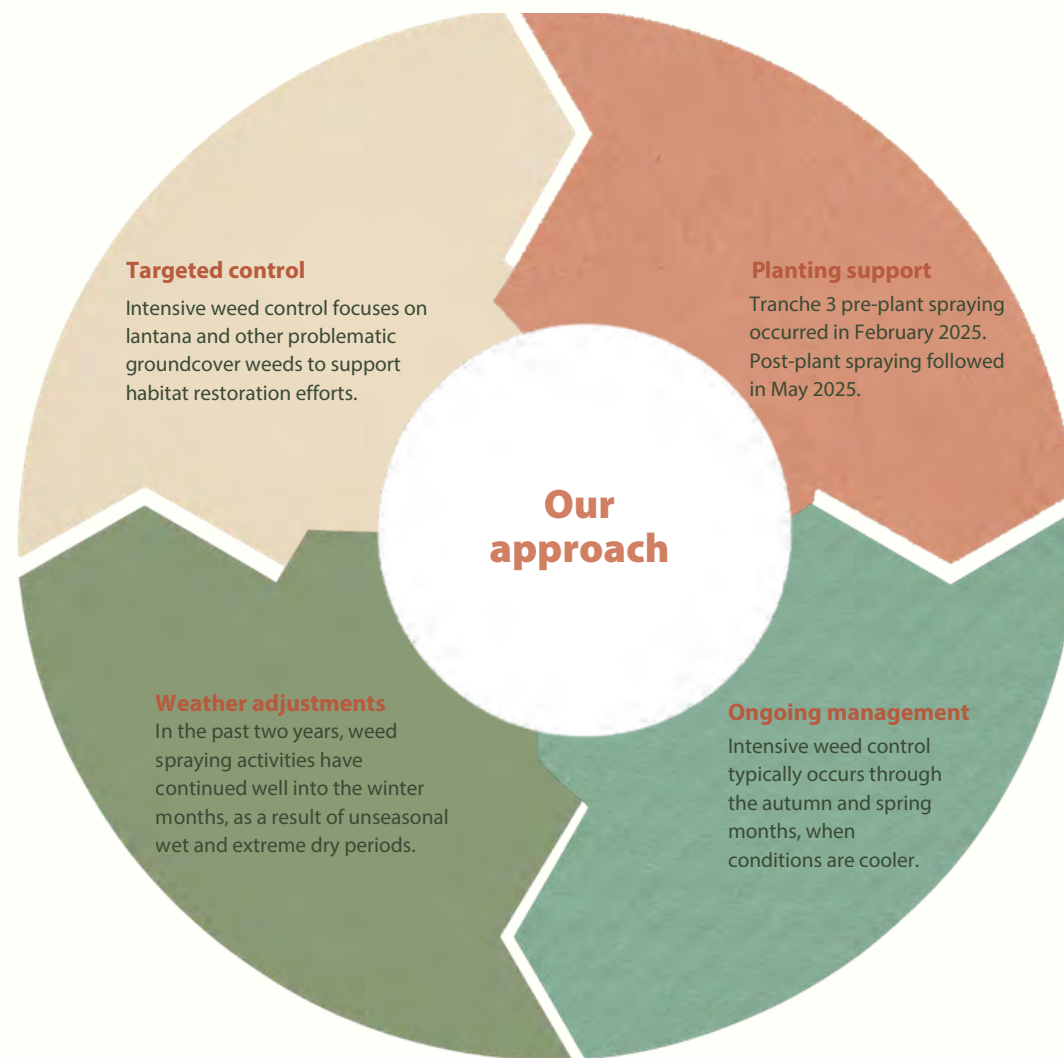 Targeted control
Intensive weed control focuses on
lantana and other problematic
groundcover weeds to support
habitat restoration efforts.
Planting support
Tranche 3 pre-plant spraying
occurred in February 2025.
Post-plant spraying followed
in May 2025.
Our
approach
Weather adjustments
In the past two years, weed
spraying activities have
continued well into the winter
months, as a result of unseasonal
wet and extreme dry periods.
Ongoing management
Intensive weed control
typically occurs through
the autumn and spring
months, when
conditions are cooler.